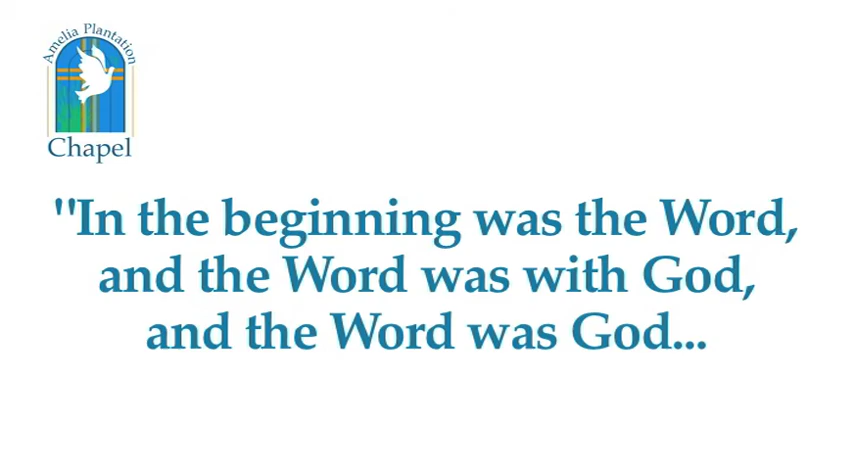 Amelia Plantation
Chapel
"In the beginning was the Word,
and the Word was with God,
and the Word was God...